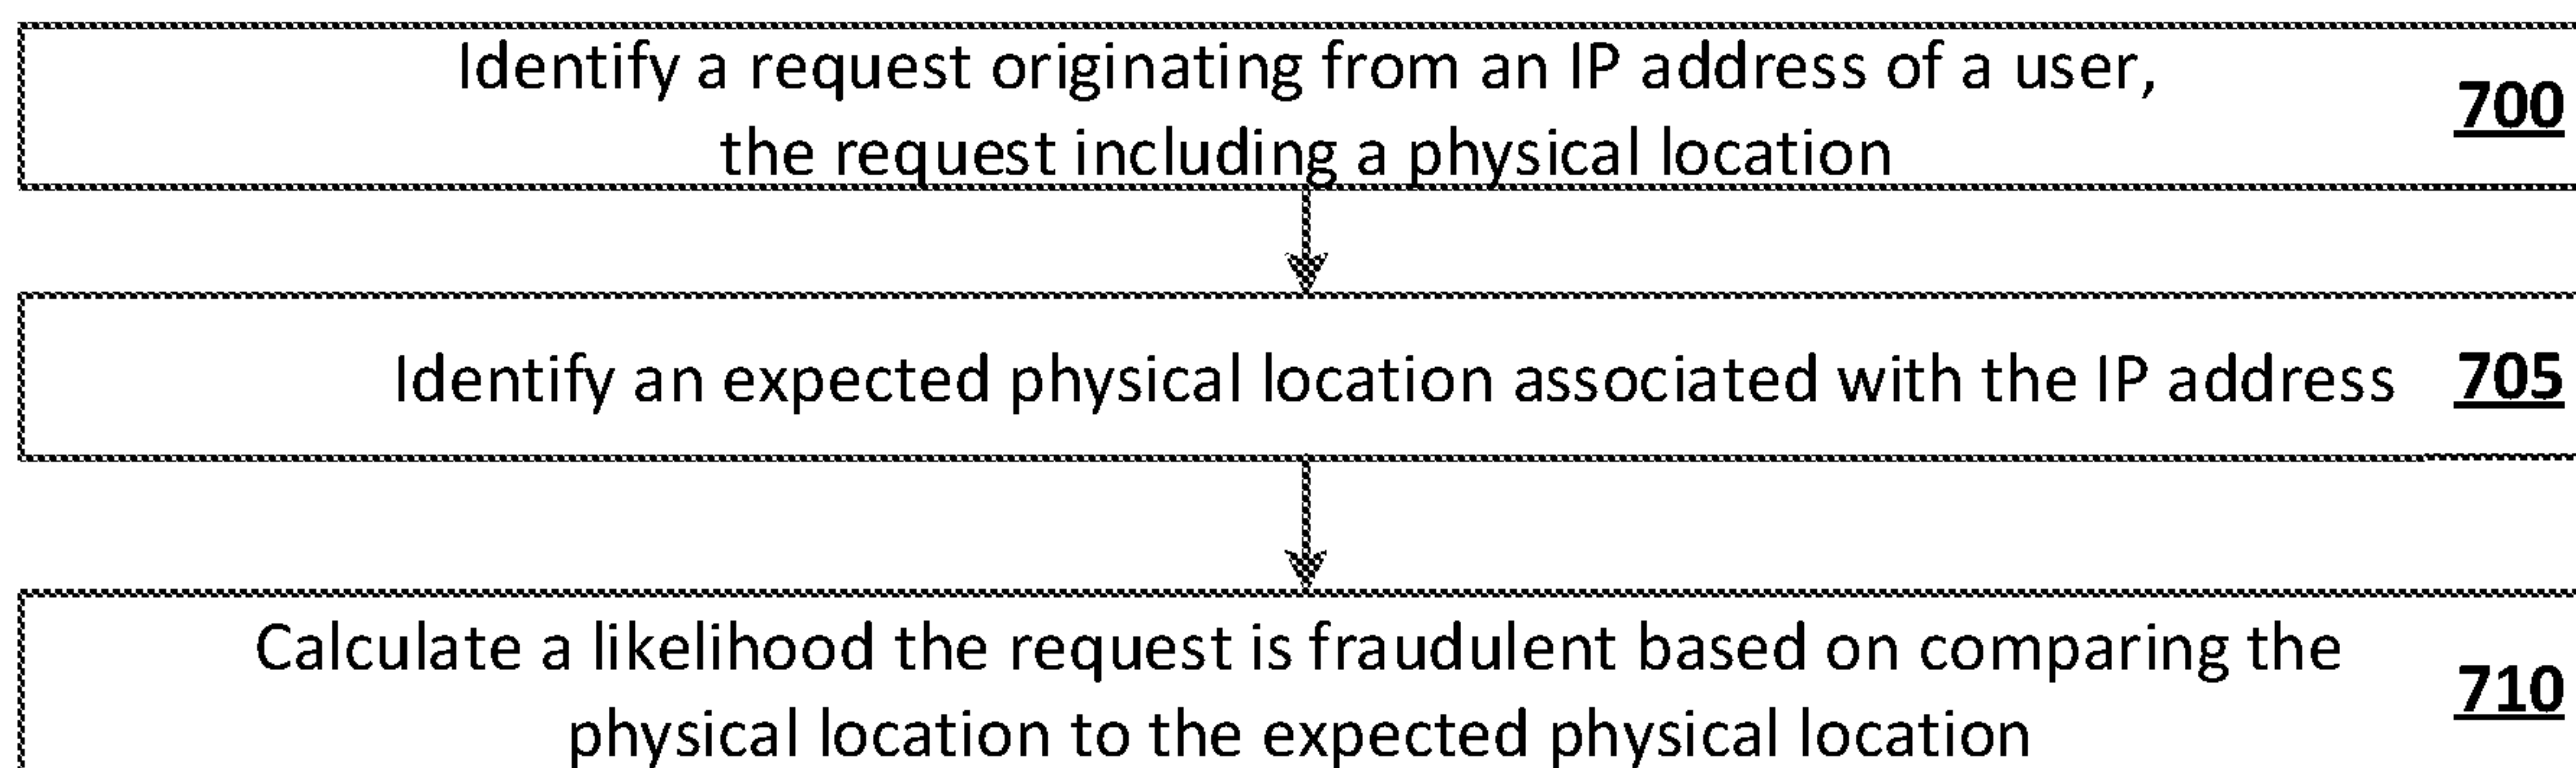 Identify a request originating from an IP address of a user,
the request including a physical location
700
Identify an expected physical location associated with the IP address 705
Calculate a likelihood the request is fraudulent based on comparing the
physical location to the expected physical location
710